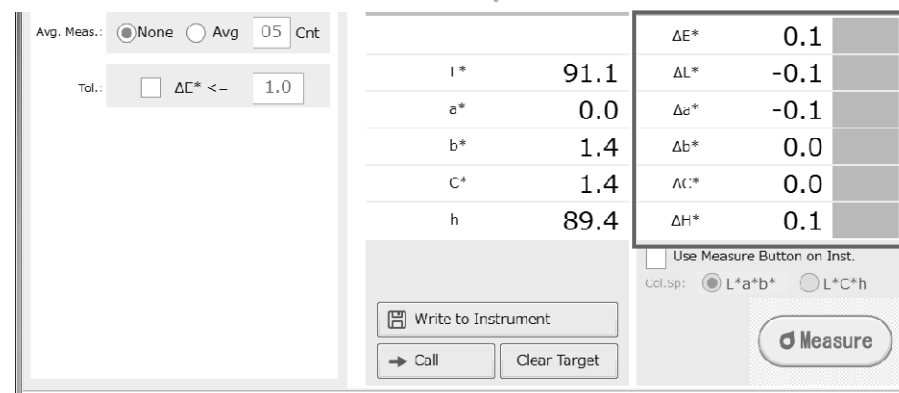 Avg. Meas.: None Avg 05 Cnt
Tol.: ΔE* <= 1.0
L* 91.1
a* 0.0
b* 1.4
C* 1.4
h 89.4
ΔE* 0.1
ΔL* -0.1
Δa* -0.1
Δb* 0.0
ΔC* 0.0
ΔH* 0.1
Use Measure Button on Inst.
Col.Sp: L*a*b* L*C*h
Write to Instrument
Call Clear Target
Measure